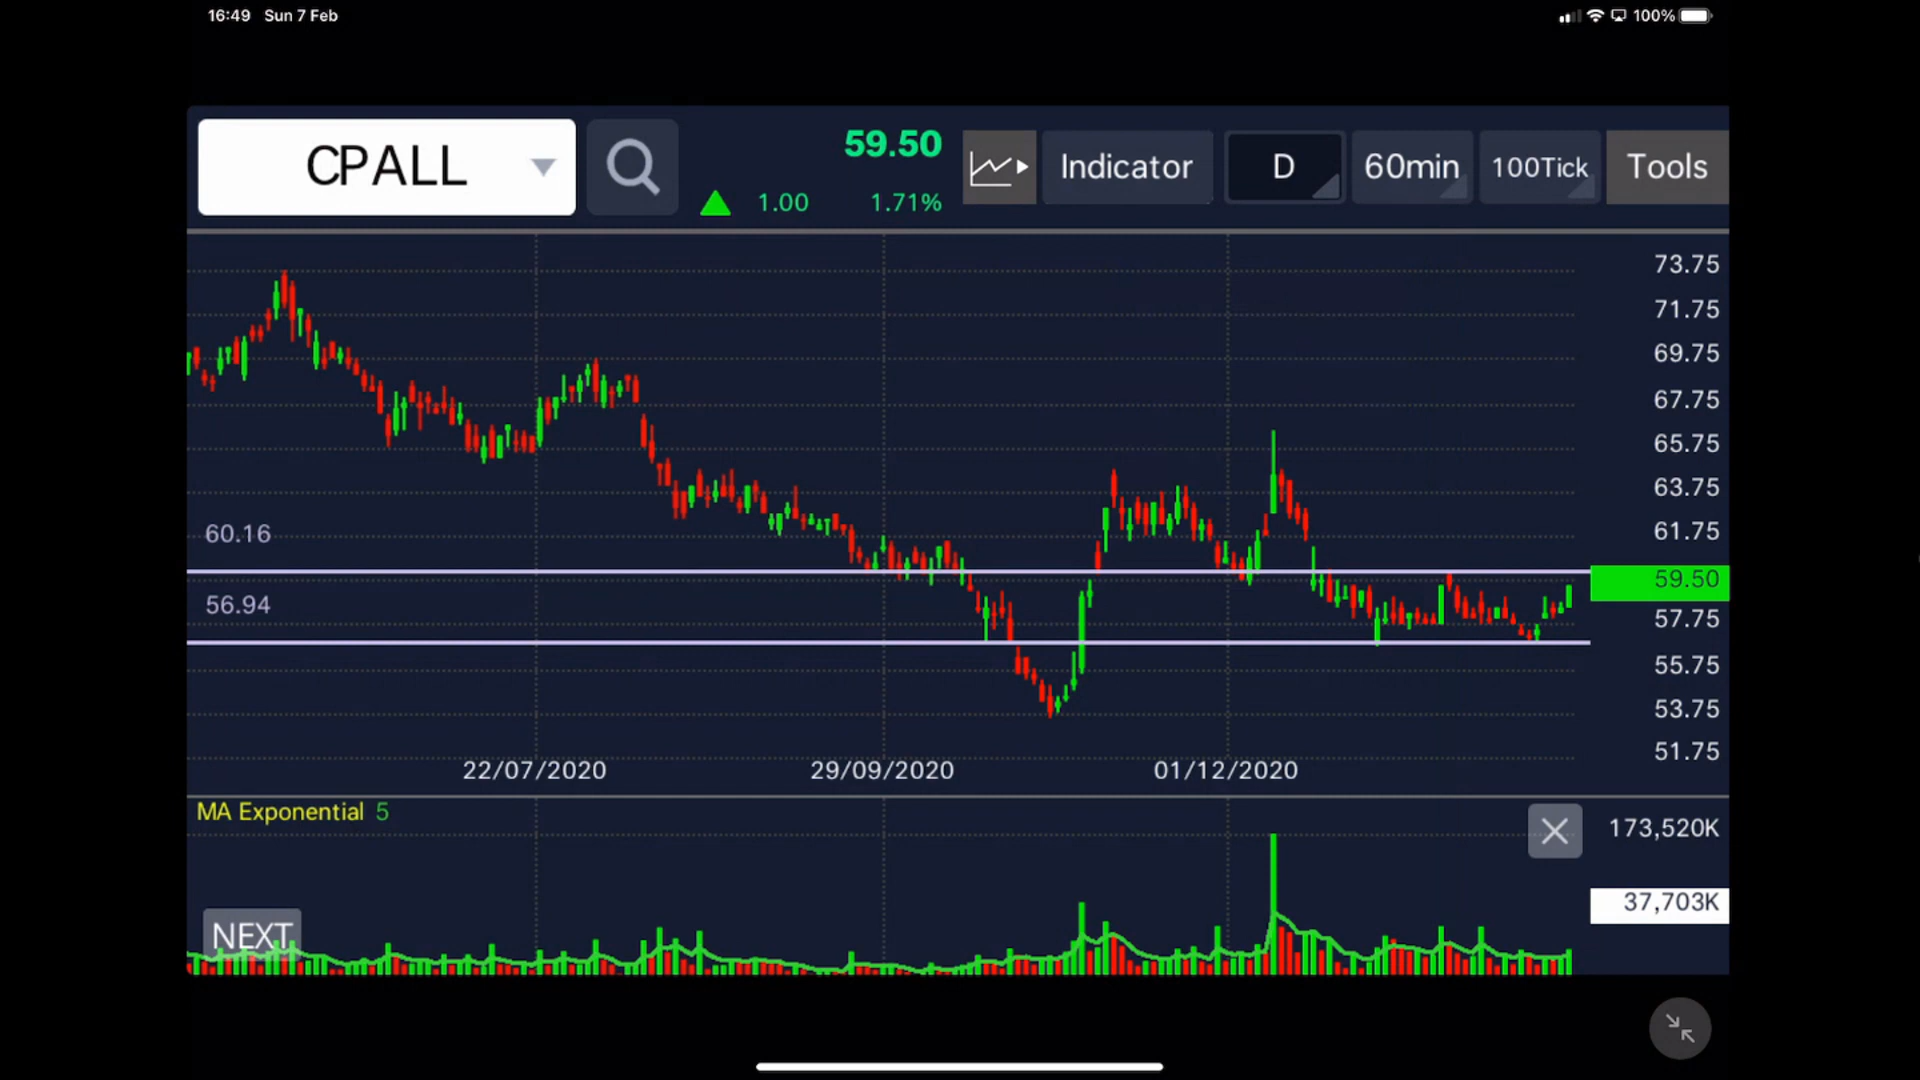 16:49 Sun 7 Feb 100%
CPALL 59.50 Indicator D 60min 100Tick Tools
1.00 1.71%
73.75
71.75
69.75
67.75
65.75
63.75
61.75
60.16
59.50
56.94
57.75
55.75
53.75
51.75
22/07/2020 29/09/2020 01/12/2020
MA Exponential 5
173,520K
37,703K
NEXT